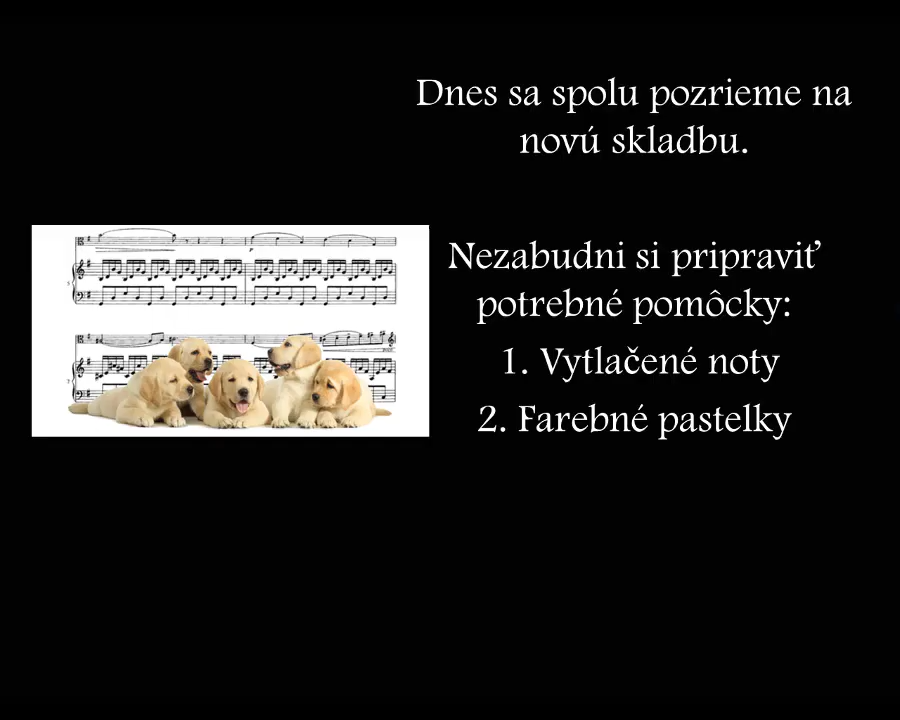 Dnes sa spolu pozrieme na
novú skladbu.
Nezabudni si pripraviť
potrebné pomôcky:
1. Vytlačené noty
2. Farebné pastelky